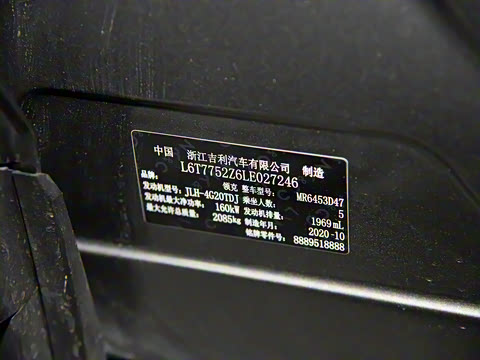 中国 浙江吉利汽车有限公司 制造
L6T7752Z6LE027246
品牌: 领克 整车型号: MR6453D47
发动机型号: JLH-4G20TDJ 乘坐人数: 5
发动机最大净功率: 160kW 发动机排量: 1969mL
最大允许总质量: 2085kg 制造年月: 2020-10
铭牌零件号: 8889518888